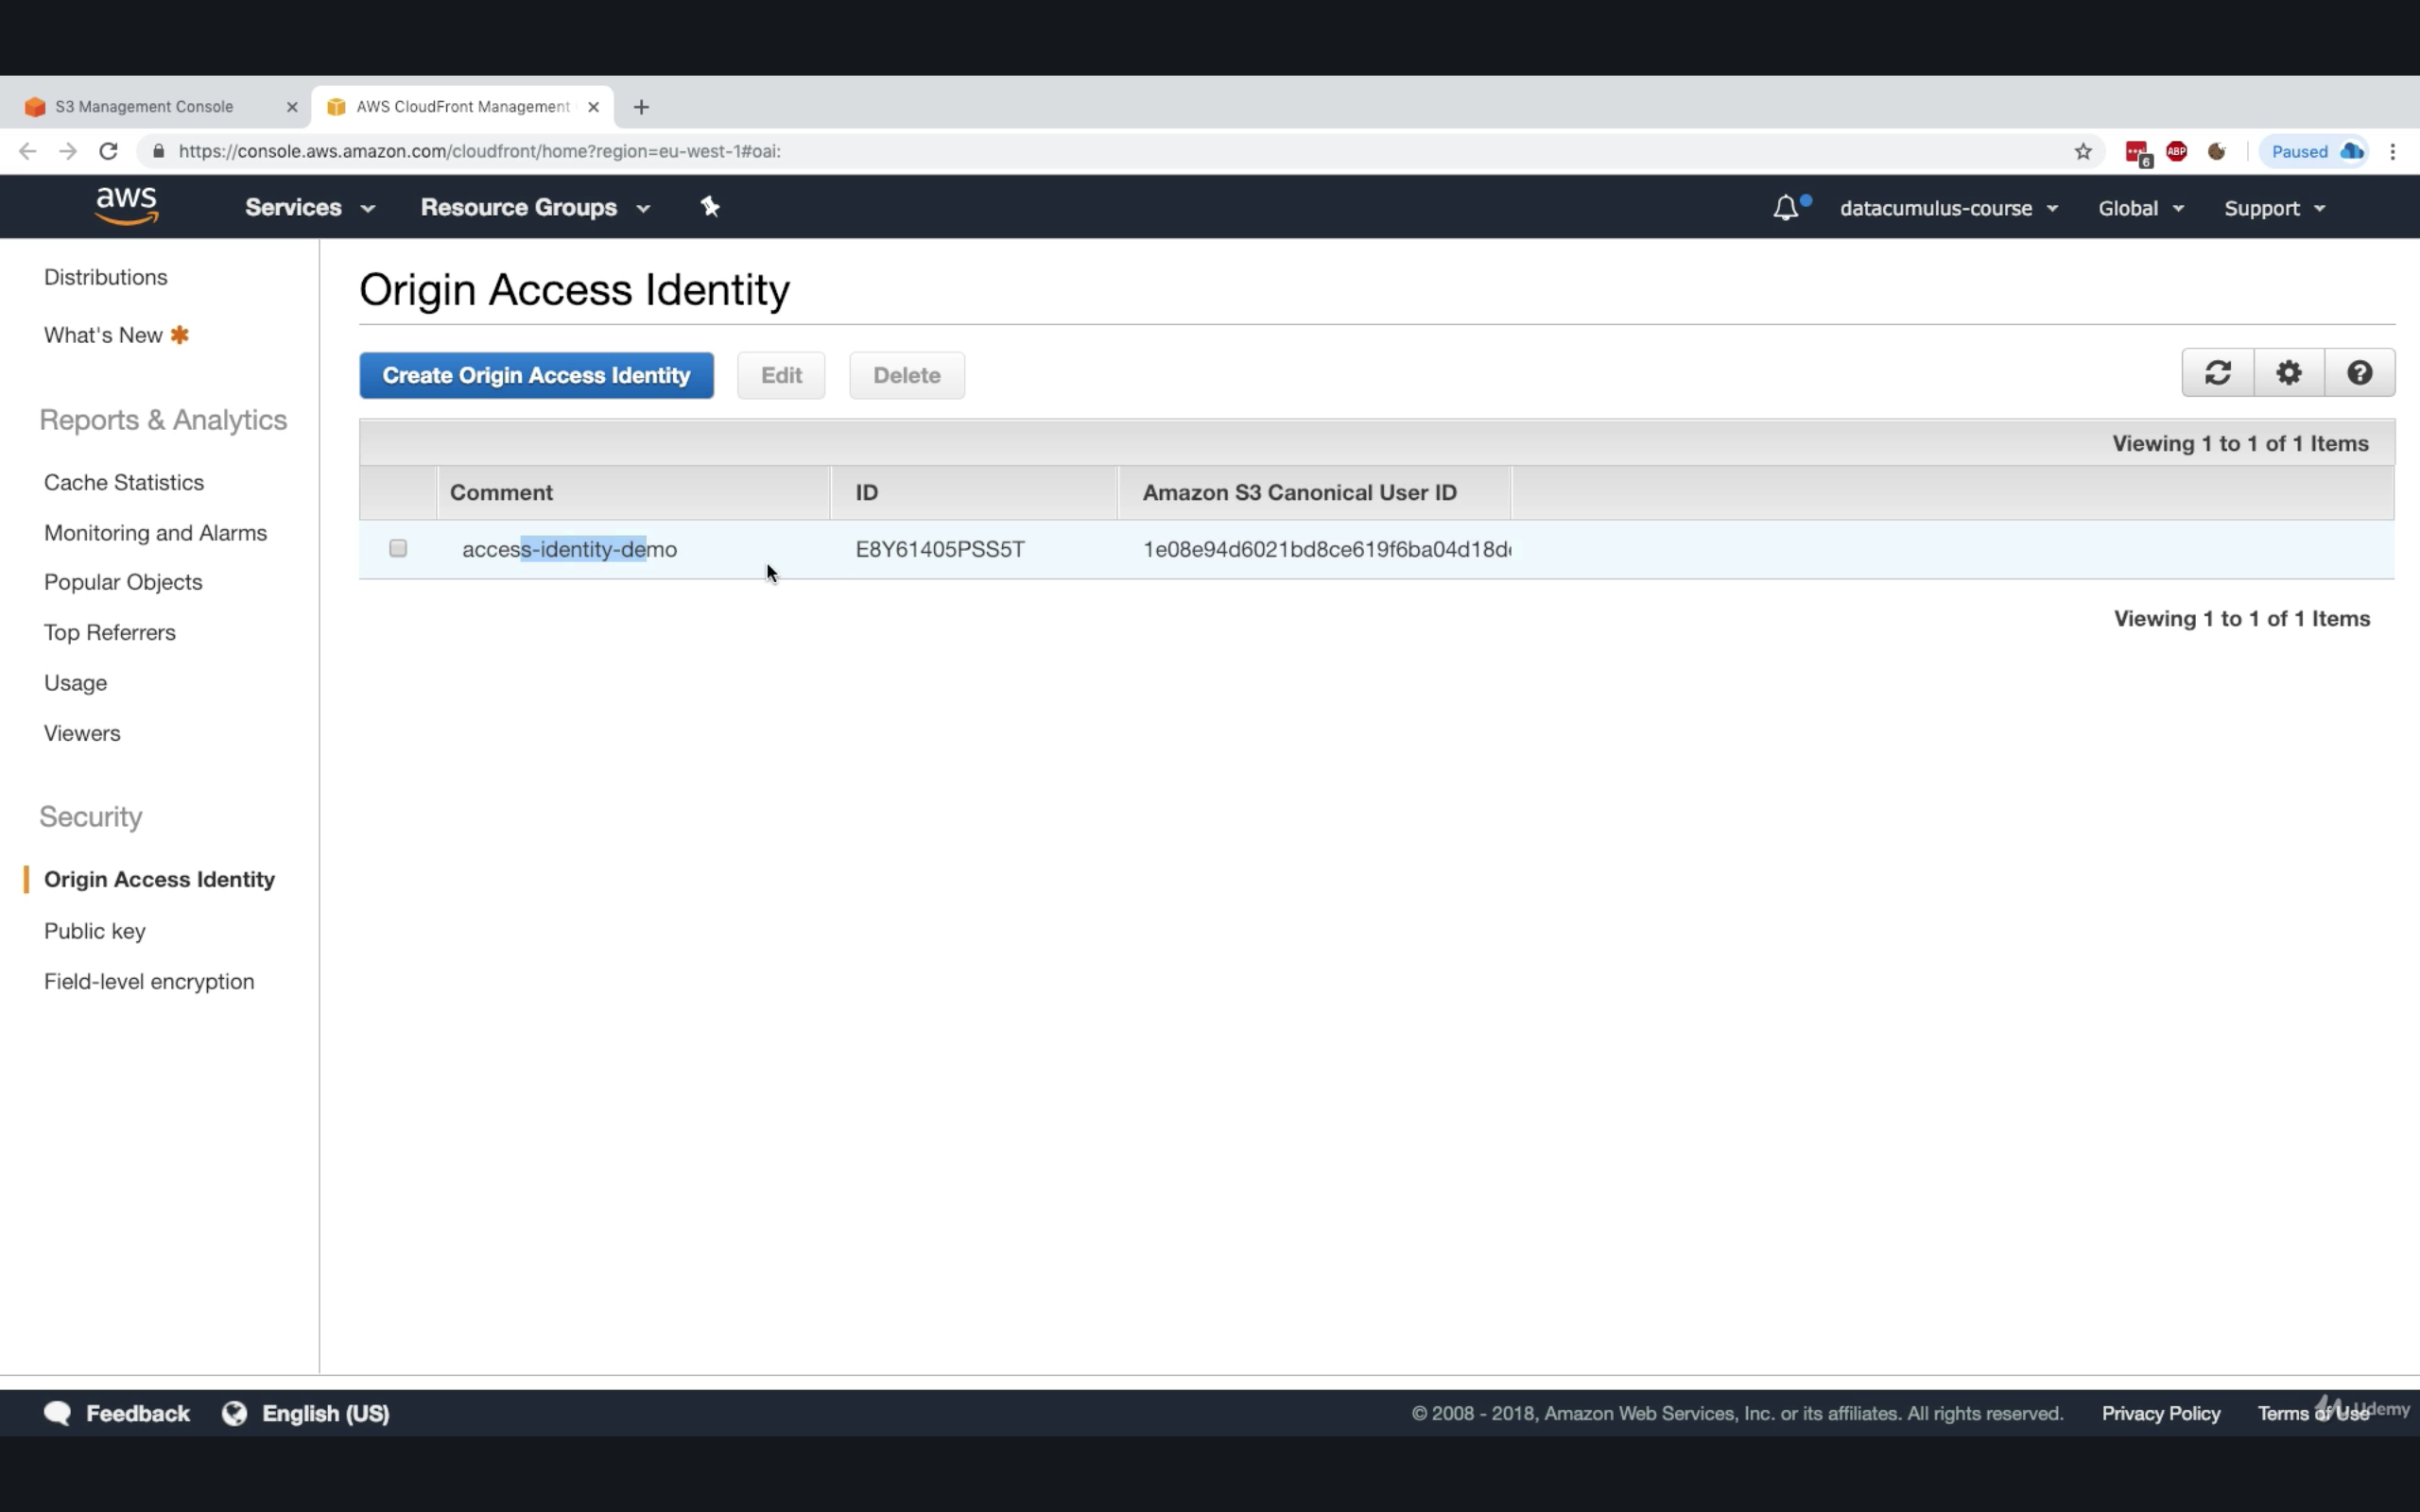 S3 Management Console
AWS CloudFront Management
https://console.aws.amazon.com/cloudfront/home?region=eu-west-1#oai:
6
ABP
Paused
aws
Services
Resource Groups
datacumulus-course
Global
Support
Distributions
What's New
Reports & Analytics
Cache Statistics
Monitoring and Alarms
Popular Objects
Top Referrers
Usage
Viewers
Security
Origin Access Identity
Public key
Field-level encryption
Origin Access Identity
Create Origin Access Identity
Edit
Delete
Viewing 1 to 1 of 1 Items
Comment ID Amazon S3 Canonical User ID
access-identity-demo E8Y61405PSS5T 1e08e94d6021bd8ce619f6ba04d18d
Viewing 1 to 1 of 1 Items
Feedback
English (US)
© 2008 - 2018, Amazon Web Services, Inc. or its affiliates. All rights reserved.
Privacy Policy
Terms of Use
Udemy